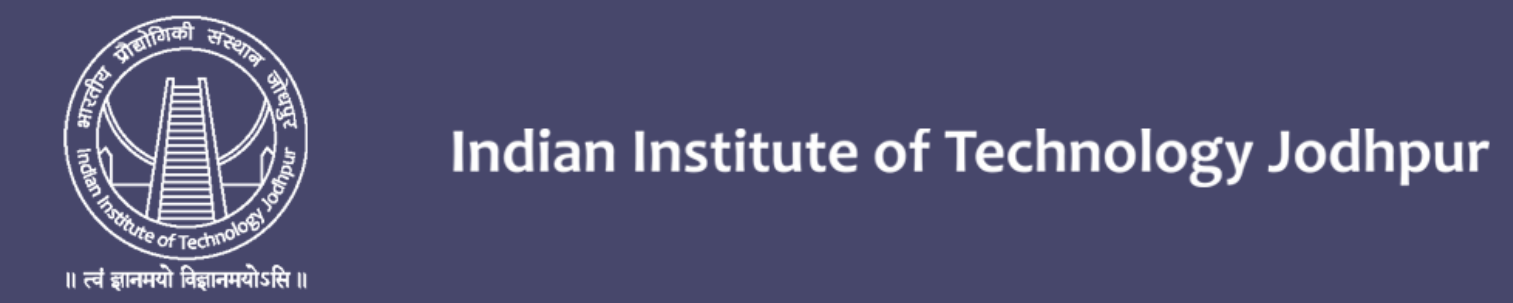 भारतीय प्रौद्योगिकी संस्थान जोधपुर
Indian Institute of Technology Jodhpur
॥ त्वं ज्ञानमयो विज्ञानमयोऽसि ॥
Indian Institute of Technology Jodhpur